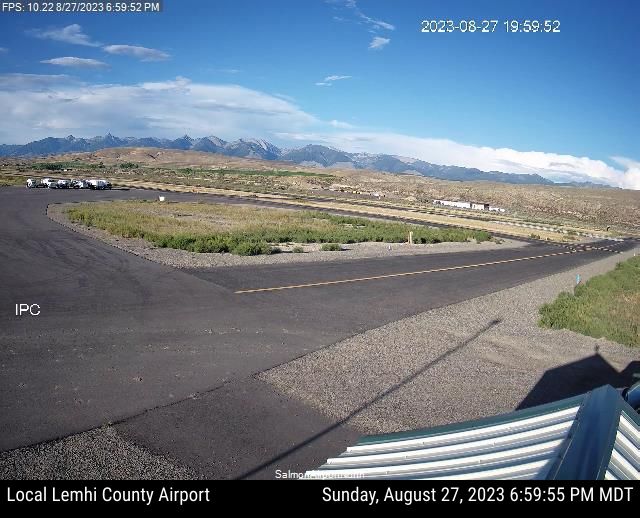 FPS: 10.22 8/27/2023 6:59:52 PM
2023-08-27 19:59:52
IPC
Local Lemhi County Airport
Sunday, August 27, 2023 6:59:55 PM MDT